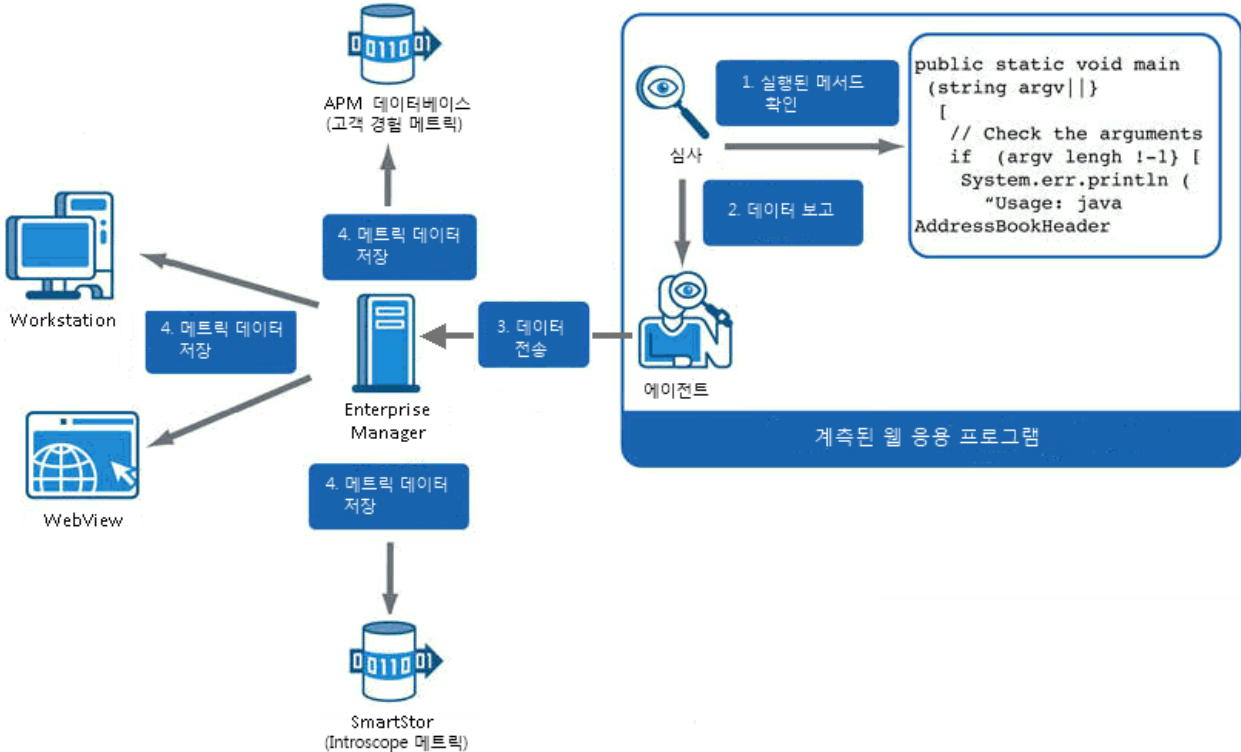 APM 데이터베이스
(고객 경험 메트릭)
4. 메트릭 데이터
저장
Workstation
4. 메트릭 데이터
저장
WebView
Enterprise
Manager
4. 메트릭 데이터
저장
SmartStor
(Introscope 메트릭)
3. 데이터
전송
심사
1. 실행된 메서드
확인
2. 데이터 보고
에이전트
public static void main
(string argv||}
[
// Check the arguments
if (argv lengh !-1} [
System.err.println (
“Usage: java
AddressBookHeader
계측된 웹 응용 프로그램